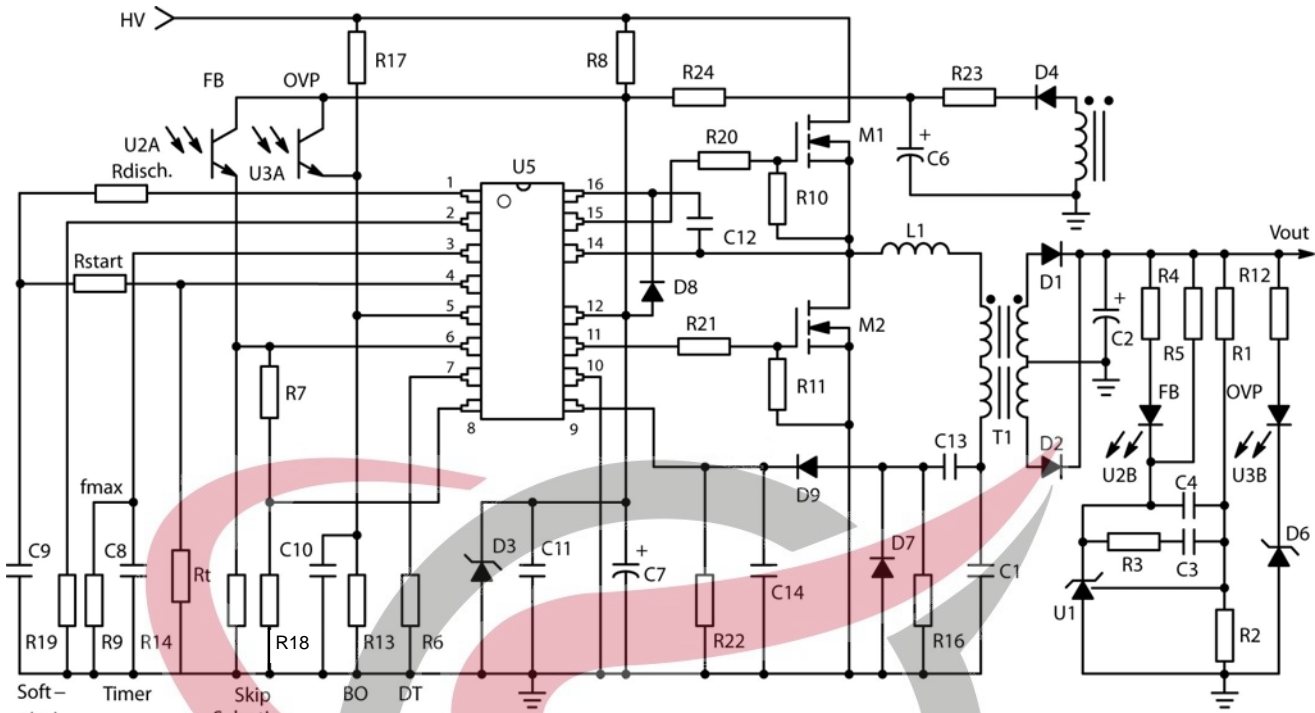 HV
R17
R8
FB
OVP
R24
R23
D4
U2A
U3A
R20
M1
C6
Rdisch.
U5
1
16
R10
2
15
C12
L1
Vout
3
14
Rstart
4
D8
D1
R4
R12
5
12
M2
C2
R5
R1
6
11
R21
R7
R11
FB
OVP
7
10
T1
8
9
C13
D2
U2B
U3B
D9
C4
fmax
C9
C8
Rt
C10
D3
C11
C7
C14
D7
C1
R3
C3
D6
U1
R19
R9
R14
R18
R13
R6
R22
R16
R2
Soft–
Timer
Skip
BO
DT